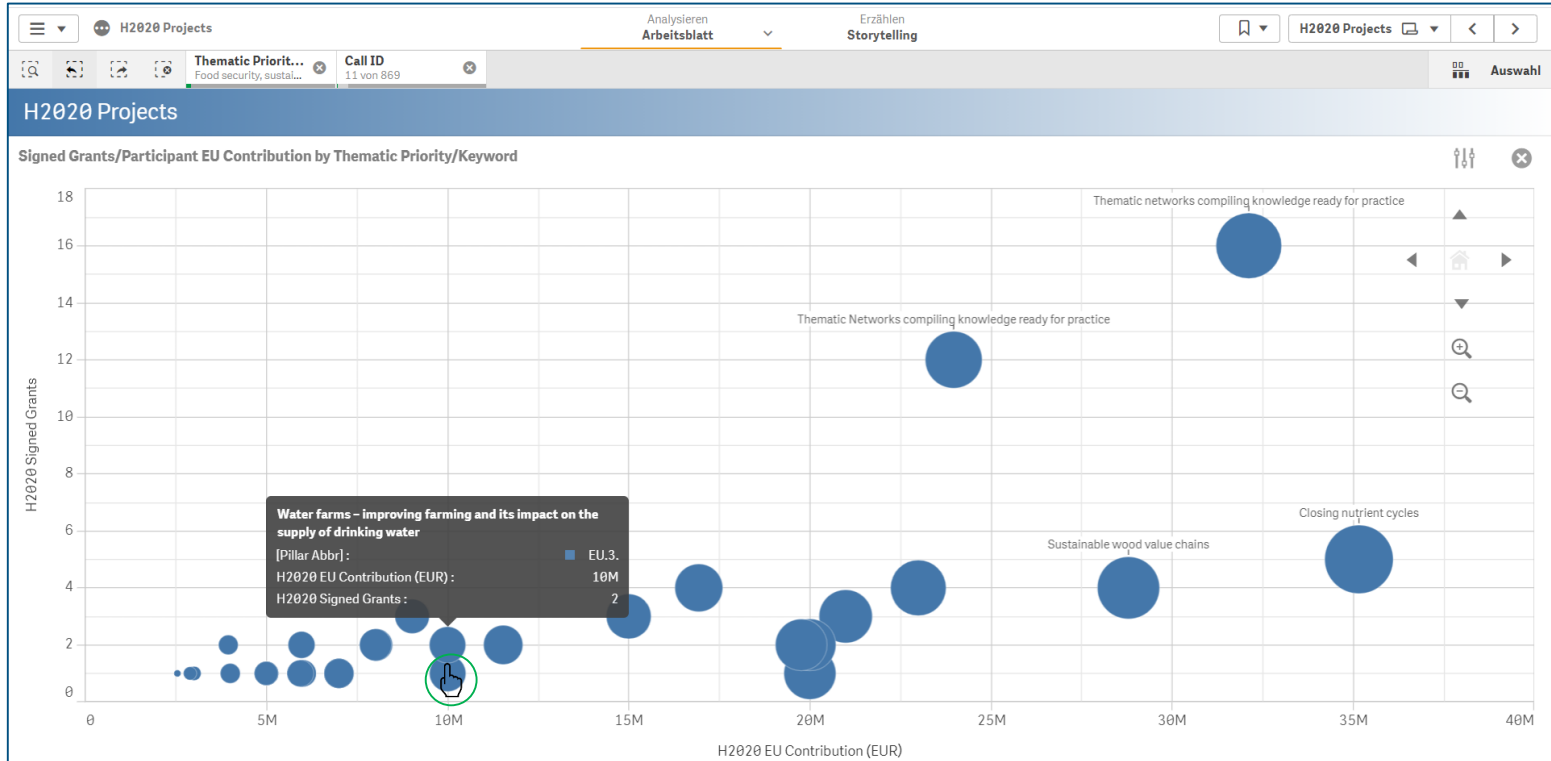 H2020 Projects
Analysieren
Arbeitsblatt
Erzählen
Storytelling
H2020 Projects
Thematic Priorit...
Food security, sustai...
Call ID
11 von 869
Auswahl
H2020 Projects
Signed Grants/Participant EU Contribution by Thematic Priority/Keyword
18
16
14
12
10
8
6
4
2
0
H2020 Signed Grants
Thematic networks compiling knowledge ready for practice
Thematic Networks compiling knowledge ready for practice
Closing nutrient cycles
Sustainable wood value chains
Water farms – improving farming and its impact on the
supply of drinking water
[Pillar Abbr] : EU.3.
H2020 EU Contribution (EUR) : 10M
H2020 Signed Grants : 2
0 5M 10M 15M 20M 25M 30M 35M 40M
H2020 EU Contribution (EUR)